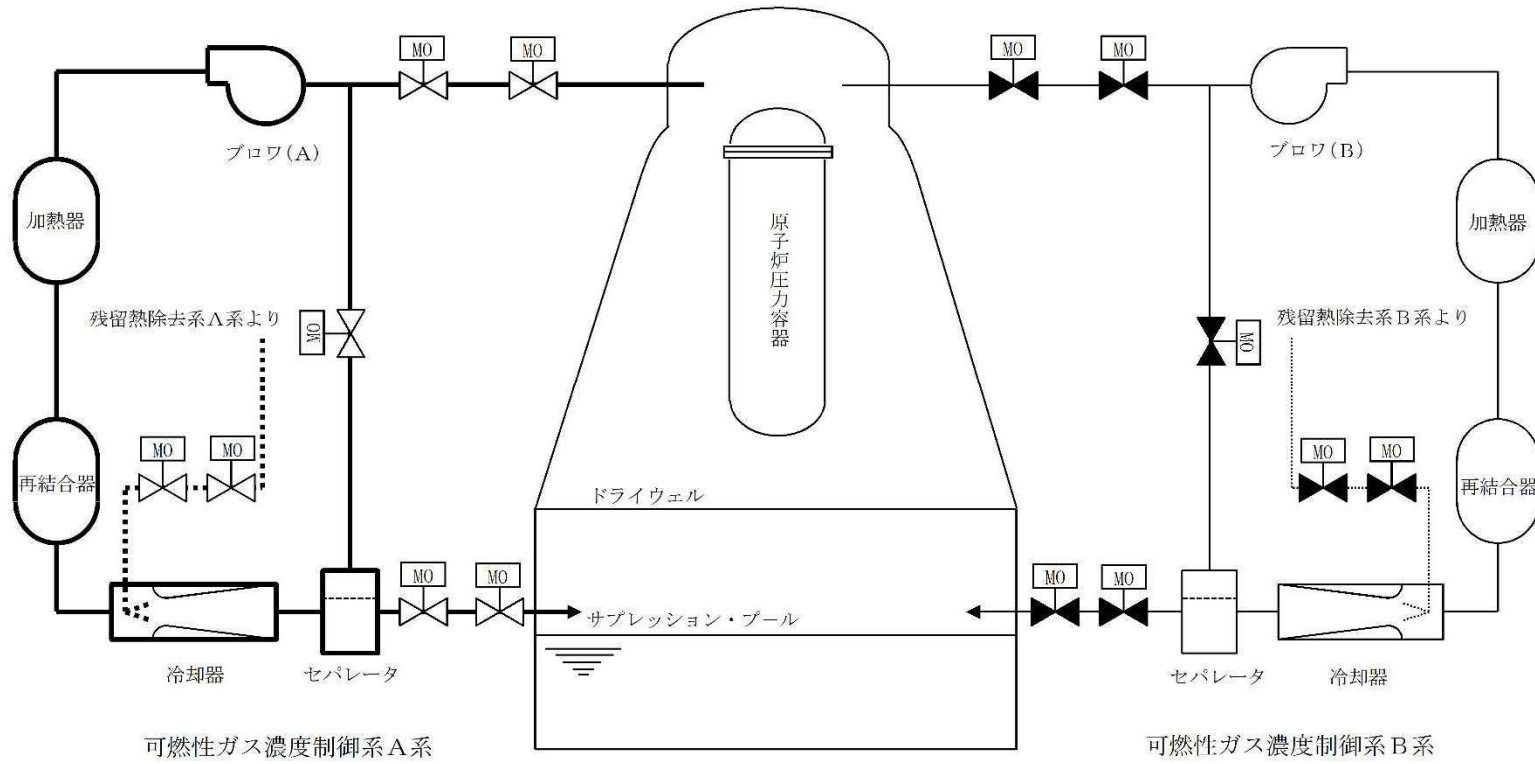 MO
MO
MO
MO
ブロワ(A)
ブロワ(B)
加熱器
原子炉圧力容器
加熱器
残留熱除去系A系より
MO
残留熱除去系B系より
MO
MO
MO
MO
MO
再結合器
再結合器
ドライウェル
MO
MO
MO
MO
サプレッション・プール
冷却器
セパレータ
セパレータ
冷却器
可燃性ガス濃度制御系A系
可燃性ガス濃度制御系B系